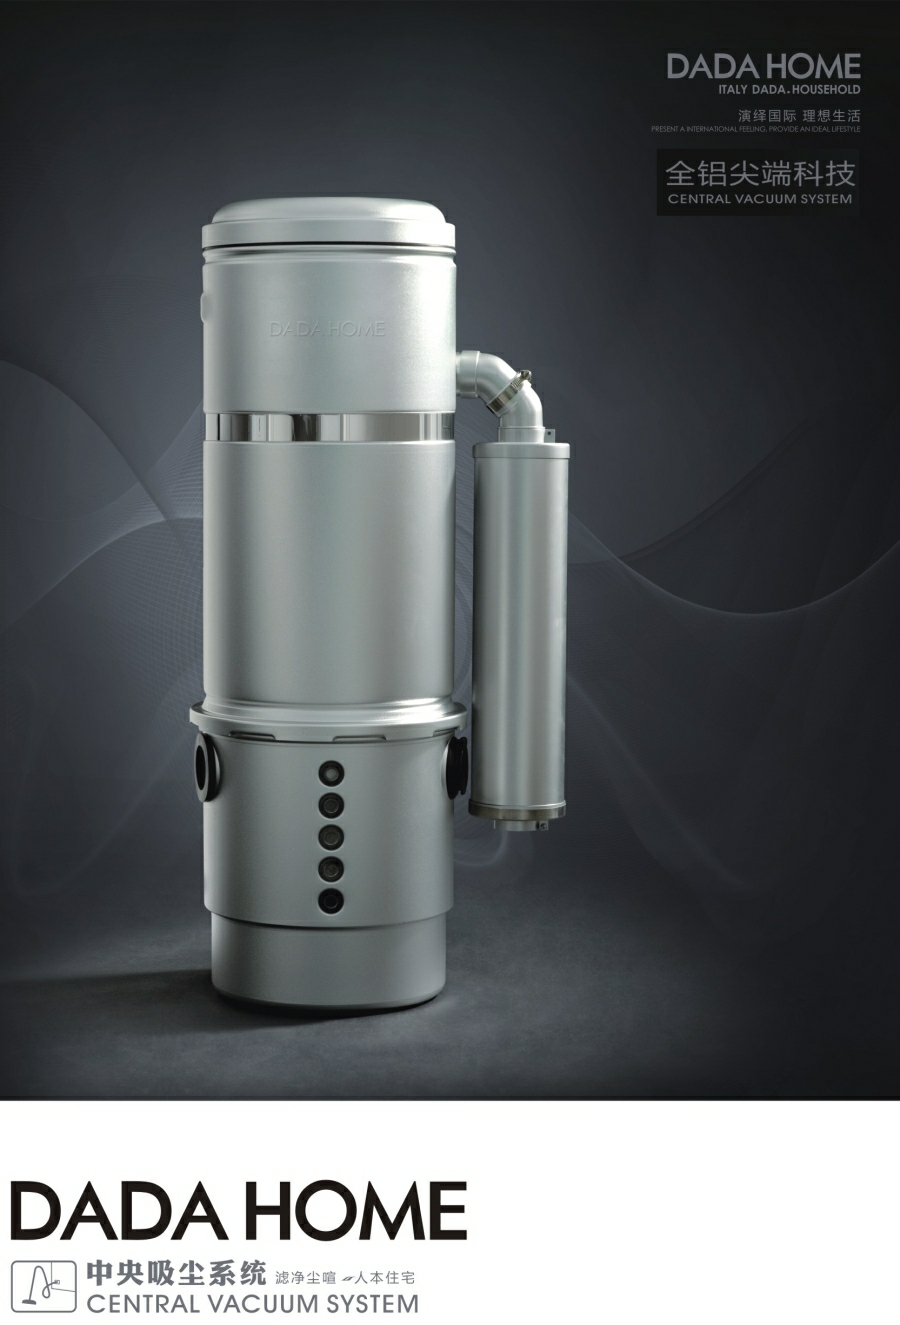 DADA HOME
ITALY DADA.HOUSEHOLD
演绎国际 理想生活
PRESENT A INTERNATIONAL FEELING. PROVIDE AN IDEAL LIFESTYLE
全铝尖端科技
CENTRAL VACUUM SYSTEM
DADA HOME
DADA HOME
中央吸尘系统 滤净尘喧 人本住宅
CENTRAL VACUUM SYSTEM